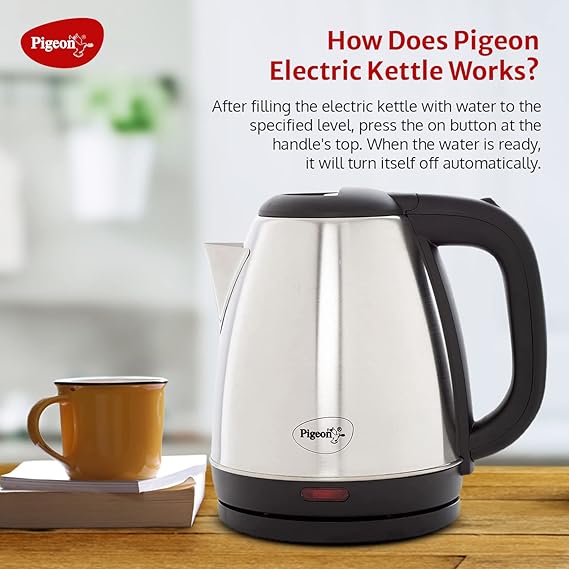 Pigeon
How Does Pigeon
Electric Kettle Works?
After filling the electric kettle with water to the
specified level, press the on button at the
handle's top. When the water is ready,
it will turn itself off automatically.
Pigeon®